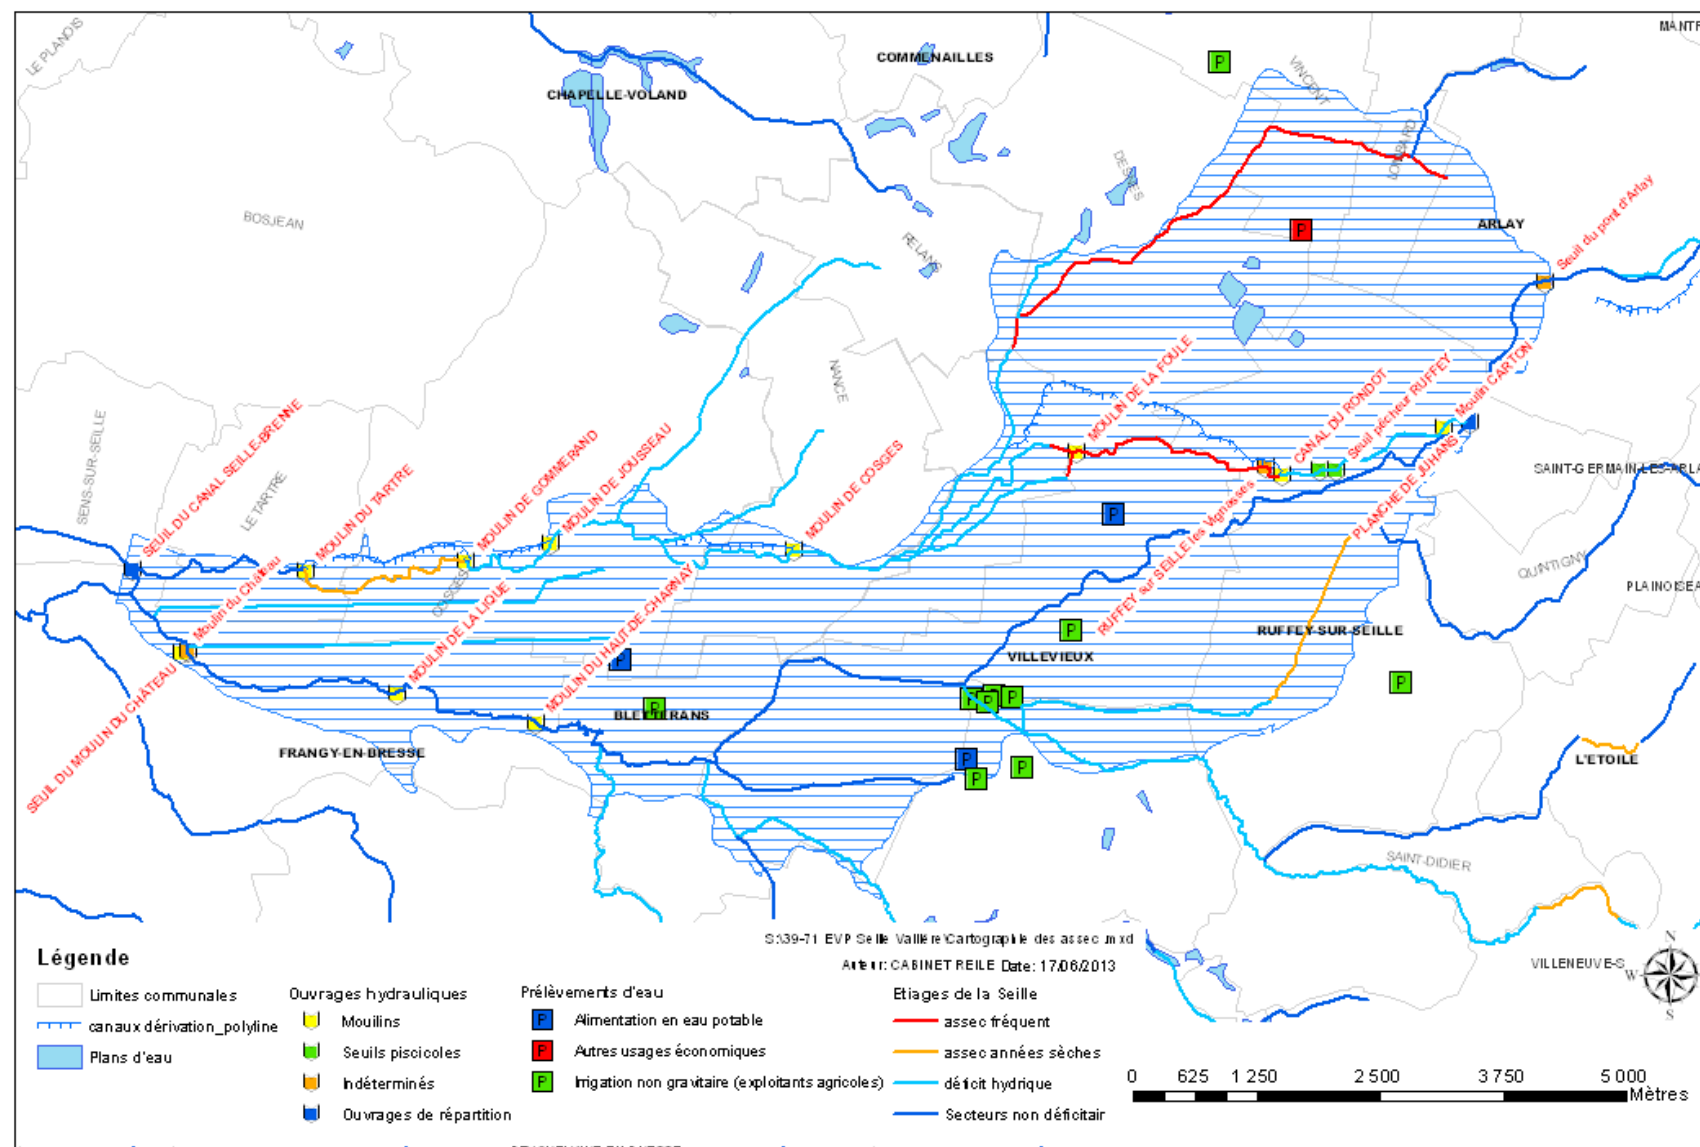 MANTR
LE PLANOIS
COMMENAILLES
CHAPELLE-VOLAND
VINCENT
LOMBARD
DESNES
BOSJEAN
RELANS
ARLAY
Seuil du pont d'Arlay
NANCE
MOULIN DE LA FOULE
CANAL DU RONDOT
Seuil pêcheur RUFFEY
Moulin CARTON
SENS-SUR-SEILLE
SEUIL DU CANAL SEILLE-BRENNE
LE TARTRE
MOULIN DU TARTRE
MOULIN DE GOMMERAND
MOULIN DE JOUSSEAU
MOULIN DE COSGES
PLANCHE DE JUHANS
SAINT-GERMAIN-LES-ARLA
RUFFEY sur SEILLE les Vignasses
COSGES
Moulin du Château
MOULIN DE LA LIQUE
MOULIN DU HAUT-DE-CHARNAY
QUINTIGNY
PLAINOISEA
RUFFEY-SUR-SEILLE
VILLEVIEUX
SEUIL DU MOULIN DU CHÂTEAU
BLETTERANS
FRANGY-EN-BRESSE
L'ETOILE
SAINT-DIDIER
VILLENEUVE-S
P
P
P
P
P
P
P
P
P
P
P
P
P
S:\39-71 EVP Seille Vallière\Cartographie des assec.mxd
Auteur: CABINET REILE Date: 17/06/2013
N
W
S
Légende
Limites communales
canaux dérivation_polyline
Plans d'eau
Ouvrages hydrauliques
Mouilins
Seuils piscicoles
Indéterminés
Ouvrages de répartition
Prélèvements d'eau
P Alimentation en eau potable
P Autres usages économiques
P Irrigation non gravitaire (exploitants agricoles)
Etiages de la Seille
assec fréquent
assec années sèches
déficit hydrique
Secteurs non déficitair
0 625 1 250 2 500 3 750 5 000
Mètres